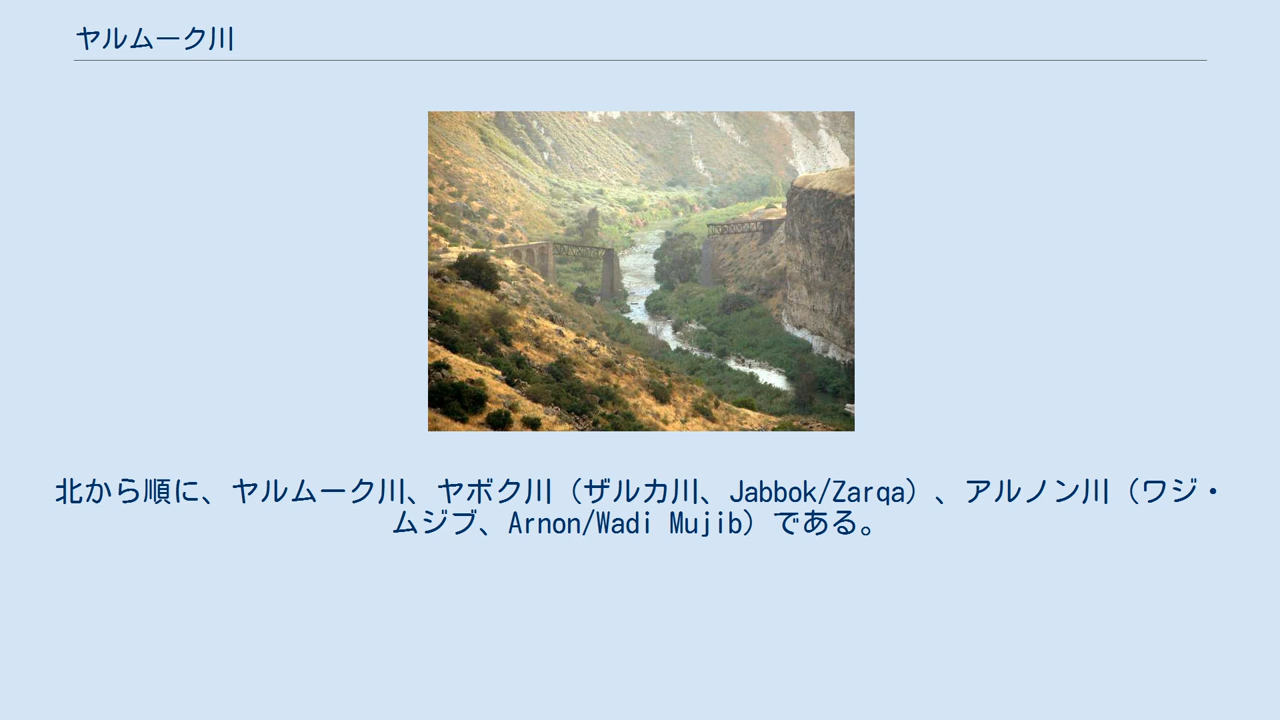 ヤルムーク川
北から順に、ヤルムーク川、ヤボク川（ザルカ川、Jabbok/Zarqa）、アルノン川（ワジ・
ムジブ、Arnon/Wadi Mujib）である。